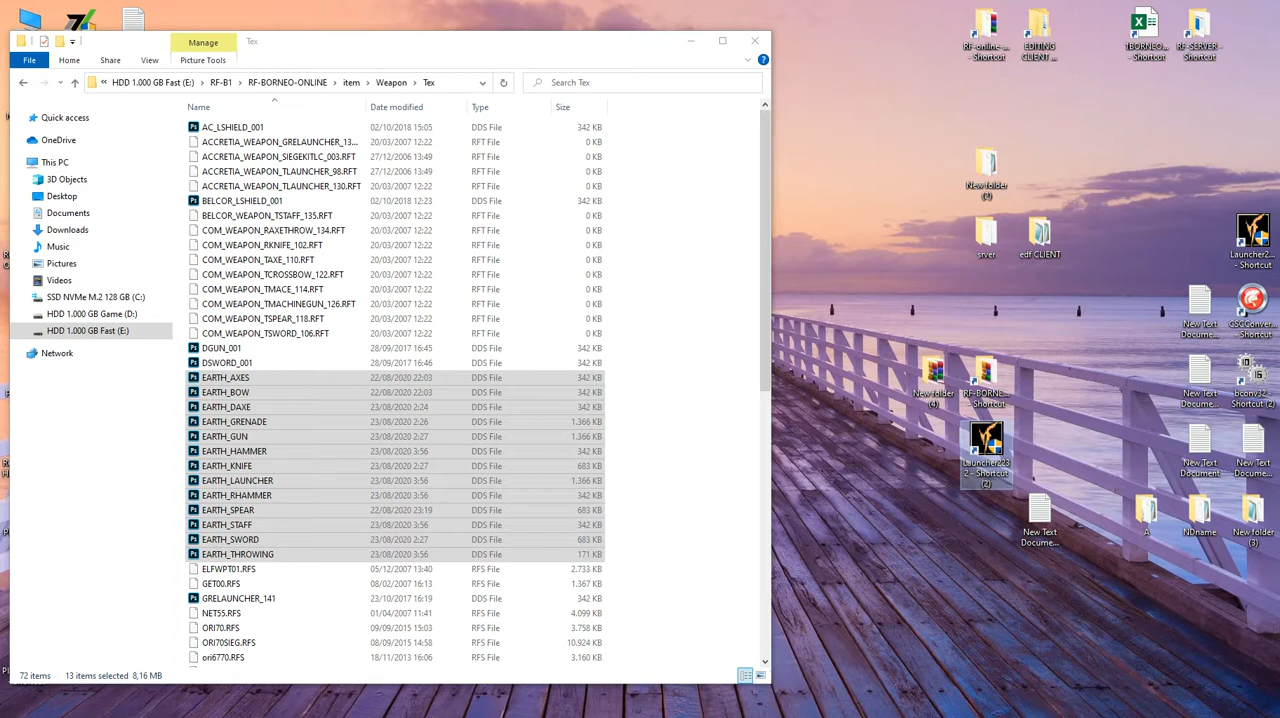 Manage
Tex
File
Home
Share
View
Picture Tools
«
HDD 1.000 GB Fast (E:)
RF-B1
RF-BORNEO-ONLINE
item
Weapon
Tex
Search Tex
Quick access
OneDrive
This PC
3D Objects
Desktop
Documents
Downloads
Music
Pictures
Videos
SSD NVMe M.2 128 GB (C:)
HDD 1.000 GB Game (D:)
HDD 1.000 GB Fast (E:)
Network
Name Date modified Type Size
AC_LSHIELD_001 02/10/2018 15:05 DDS File 342 KB
ACCRETIA_WEAPON_GRELAUNCHER_13... 20/03/2007 12:22 RFT File 0 KB
ACCRETIA_WEAPON_SIEGEKITLC_003.RFT 27/12/2006 13:49 RFT File 0 KB
ACCRETIA_WEAPON_TLAUNCHER_98.RFT 27/12/2006 13:49 RFT File 0 KB
ACCRETIA_WEAPON_TLAUNCHER_130.RFT 20/03/2007 12:22 RFT File 0 KB
BELCOR_LSHIELD_001 02/10/2018 12:23 DDS File 342 KB
BELCOR_WEAPON_TSTAFF_135.RFT 20/03/2007 12:22 RFT File 0 KB
COM_WEAPON_RAXETHROW_134.RFT 20/03/2007 12:22 RFT File 0 KB
COM_WEAPON_RKNIFE_102.RFT 20/03/2007 12:22 RFT File 0 KB
COM_WEAPON_TAXE_110.RFT 20/03/2007 12:22 RFT File 0 KB
COM_WEAPON_TCROSSBOW_122.RFT 20/03/2007 12:22 RFT File 0 KB
COM_WEAPON_TMACE_114.RFT 20/03/2007 12:22 RFT File 0 KB
COM_WEAPON_TMACHINEGUN_126.RFT 20/03/2007 12:22 RFT File 0 KB
COM_WEAPON_TSPEAR_118.RFT 20/03/2007 12:22 RFT File 0 KB
COM_WEAPON_TSWORD_106.RFT 20/03/2007 12:22 RFT File 0 KB
DGUN_001 28/09/2017 16:45 DDS File 342 KB
DSWORD_001 28/09/2017 16:46 DDS File 342 KB
EARTH_AXES 22/08/2020 22:03 DDS File 342 KB
EARTH_BOW 22/08/2020 22:03 DDS File 342 KB
EARTH_DAXE 23/08/2020 2:24 DDS File 342 KB
EARTH_GRENADE 23/08/2020 2:26 DDS File 1.366 KB
EARTH_GUN 23/08/2020 2:27 DDS File 1.366 KB
EARTH_HAMMER 23/08/2020 3:56 DDS File 342 KB
EARTH_KNIFE 23/08/2020 2:27 DDS File 683 KB
EARTH_LAUNCHER 23/08/2020 3:56 DDS File 1.366 KB
EARTH_RHAMMER 23/08/2020 3:56 DDS File 342 KB
EARTH_SPEAR 22/08/2020 23:19 DDS File 683 KB
EARTH_STAFF 23/08/2020 3:56 DDS File 342 KB
EARTH_SWORD 23/08/2020 2:27 DDS File 683 KB
EARTH_THROWING 23/08/2020 3:56 DDS File 171 KB
ELFWPT01.RFS 05/12/2007 13:40 RFS File 2.733 KB
GET00.RFS 08/02/2007 16:13 RFS File 1.367 KB
GRELAUNCHER_141 23/10/2017 16:19 DDS File 342 KB
NET55.RFS 01/04/2007 11:41 RFS File 4.099 KB
ORI70.RFS 09/09/2015 15:03 RFS File 3.758 KB
ORI70SIEG.RFS 08/09/2015 14:58 RFS File 10.924 KB
ori6770.RFS 18/11/2013 16:06 RFS File 3.160 KB
72 items
13 items selected 8,16 MB
RF-online-...
- Shortcut
EDITING
CLIENT ...
TBORNEO...
- Shortcut
RF-SERVER -
Shortcut
New folder
(2)
srver
edf CLIENT
Launcher2...
- Shortcut
New Text
Docume...
CSCConver...
- Shortcut
New folder
(4)
RF-BORNE...
- Shortcut
New Text
Docume...
bconv32 -
Shortcut (2)
Launcher223
2 - Shortcut
(2)
New Text
Document
New Text
Docume...
New Text
Docume...
A
NDname
New folder
(3)